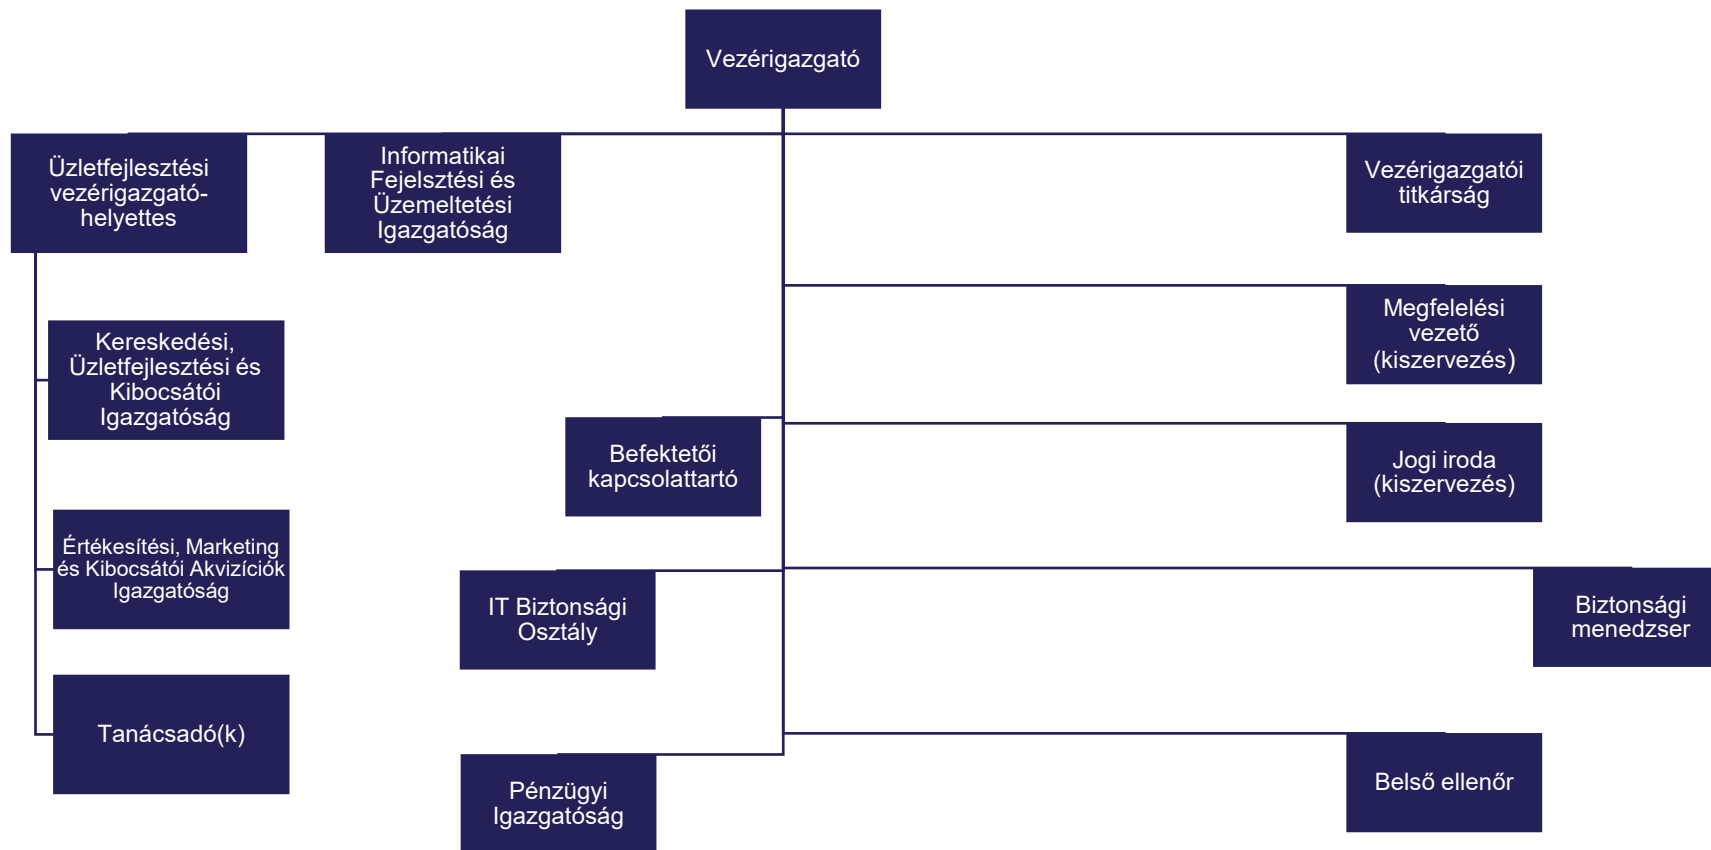 Vezérigazgató
Üzletfejlesztési
vezérigazgató-
helyettes
Informatikai
Fejelsztési és
Üzemeltetési
Igazgatóság
Vezérigazgatói
titkárság
Kereskedési,
Üzletfejlesztési és
Kibocsátói
Igazgatóság
Megfelelési
vezető
(kiszervezés)
Befektetői
kapcsolattartó
Jogi iroda
(kiszervezés)
Értékesítési, Marketing
és Kibocsátói Akvizíciók
Igazgatóság
IT Biztonsági
Osztály
Biztonsági
menedzser
Tanácsadó(k)
Pénzügyi
Igazgatóság
Belső ellenőr